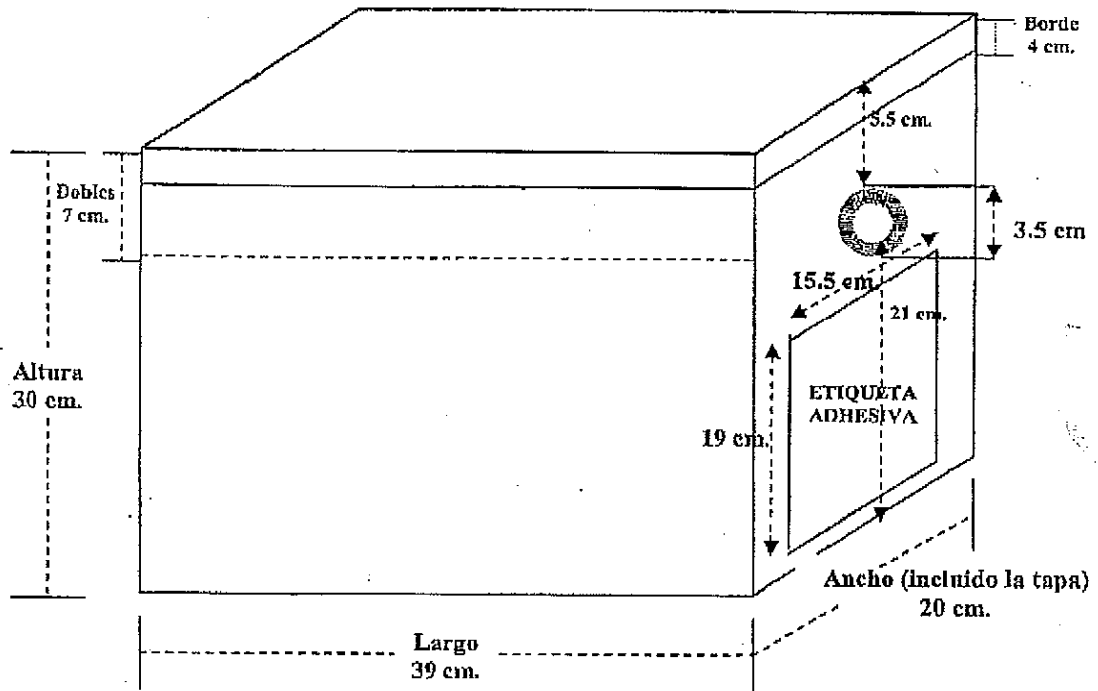 Borde
4 cm.
5.5 cm.
Dobles
7 cm.
3.5 cm
15.5 cm.
21 cm.
Altura
30 cm.
ETIQUETA
ADHESIVA
19 cm.
Ancho (incluido la tapa)
20 cm.
Largo
39 cm.